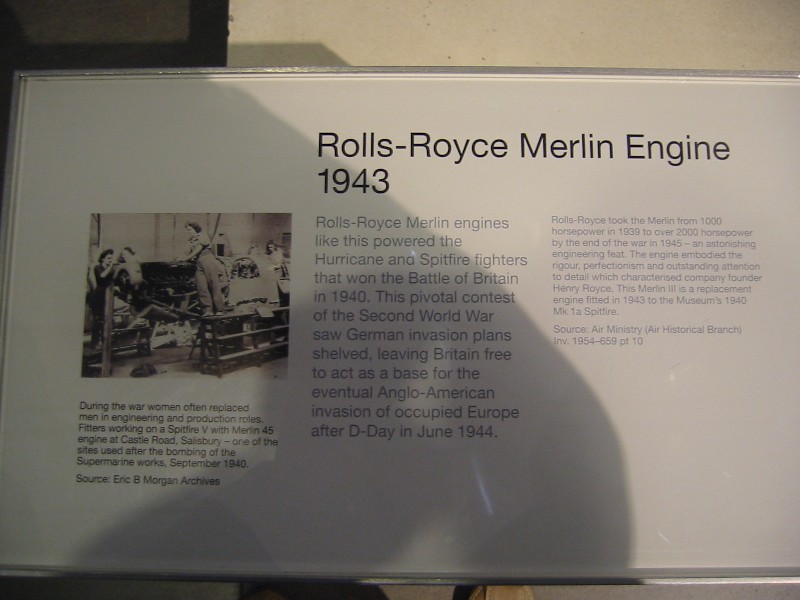 Rolls-Royce Merlin Engine
1943
Rolls-Royce Merlin engines
like this powered the
Hurricane and Spitfire fighters
that won the Battle of Britain
in 1940. This pivotal contest
of the Second World War
saw German invasion plans
shelved, leaving Britain free
to act as a base for the
eventual Anglo-American
invasion of occupied Europe
after D-Day in June 1944.
Rolls-Royce took the Merlin from 1000
horsepower in 1939 to over 2000 horsepower
by the end of the war in 1945 – an astonishing
engineering feat. The engine embodied the
rigour, perfectionism and outstanding attention
to detail which characterised company founder
Henry Royce. This Merlin III is a replacement
engine fitted in 1943 to the Museum's 1940
Mk 1a Spitfire.
Source: Air Ministry (Air Historical Branch)
Inv. 1954–659 pt 10
During the war women often replaced
men in engineering and production roles.
Fitters working on a Spitfire V with Merlin 45
engine at Castle Road, Salisbury – one of the
sites used after the bombing of the
Supermarine works, September 1940.
Source: Eric B Morgan Archives